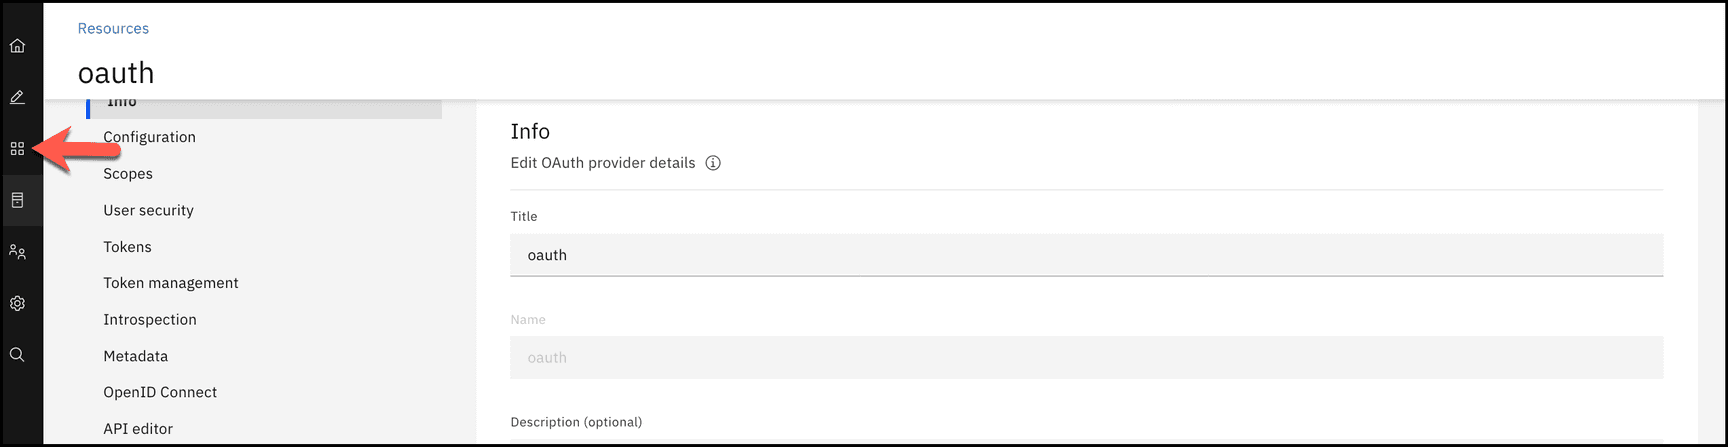 Resources
oauth
Info
Configuration
Scopes
User security
Tokens
Token management
Introspection
Metadata
OpenID Connect
API editor
Info
Edit OAuth provider details
Title
oauth
Name
oauth
Description (optional)